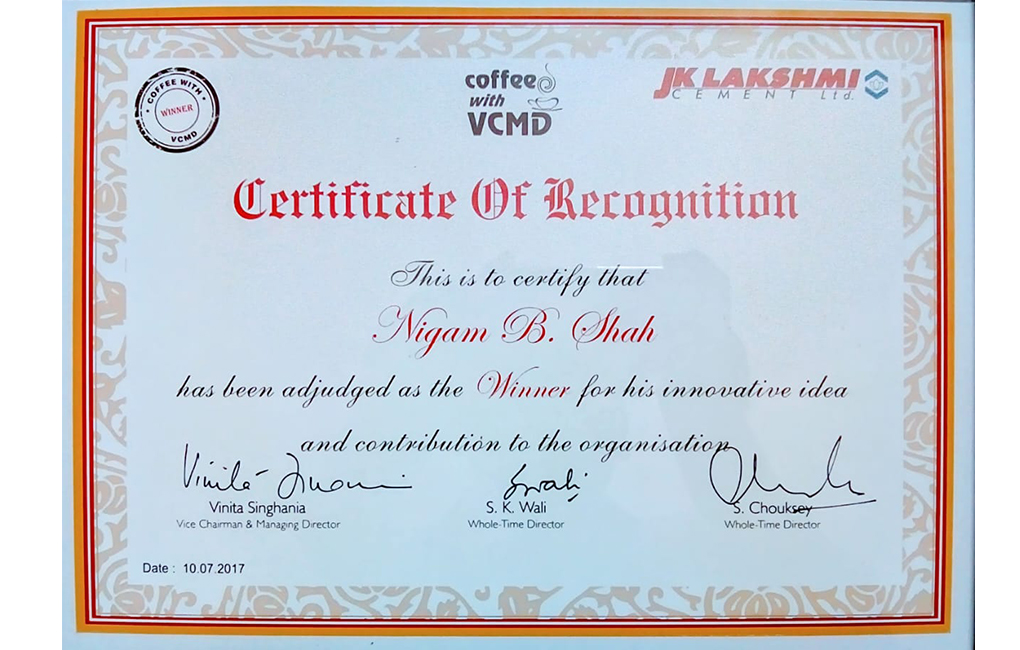 COFFEE WITH
WINNER
VCMD
coffee
with
VCMD
JK LAKSHMI
CEMENT Ltd.
Certificate Of Recognition
This is to certify that
Nigam B. Shah
has been adjudged as the Winner for his innovative idea
and contribution to the organisation
Vinita
Vinita Singhania
Vice Chairman & Managing Director
S. K. Wali
Whole-Time Director
S. Chouksey
Whole-Time Director
Date : 10.07.2017